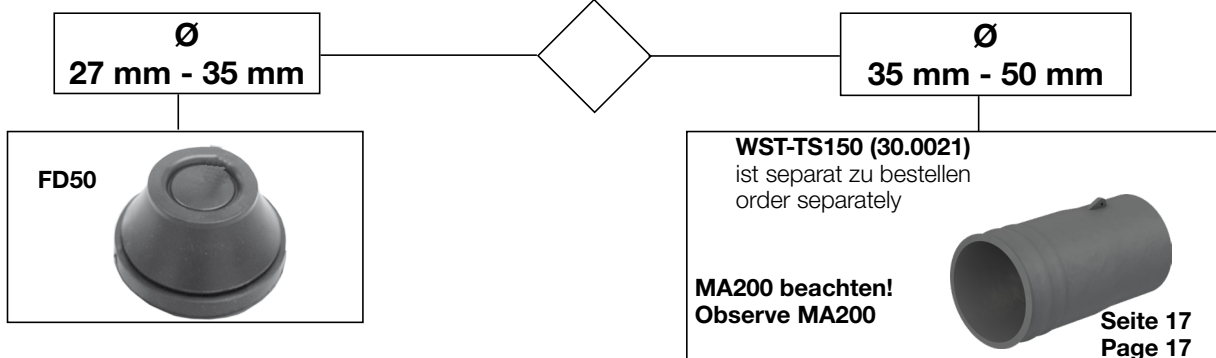 Ø
27 mm - 35 mm
Ø
35 mm - 50 mm
FD50
WST-TS150 (30.0021)
ist separat zu bestellen
order separately
MA200 beachten!
Observe MA200
Seite 17
Page 17